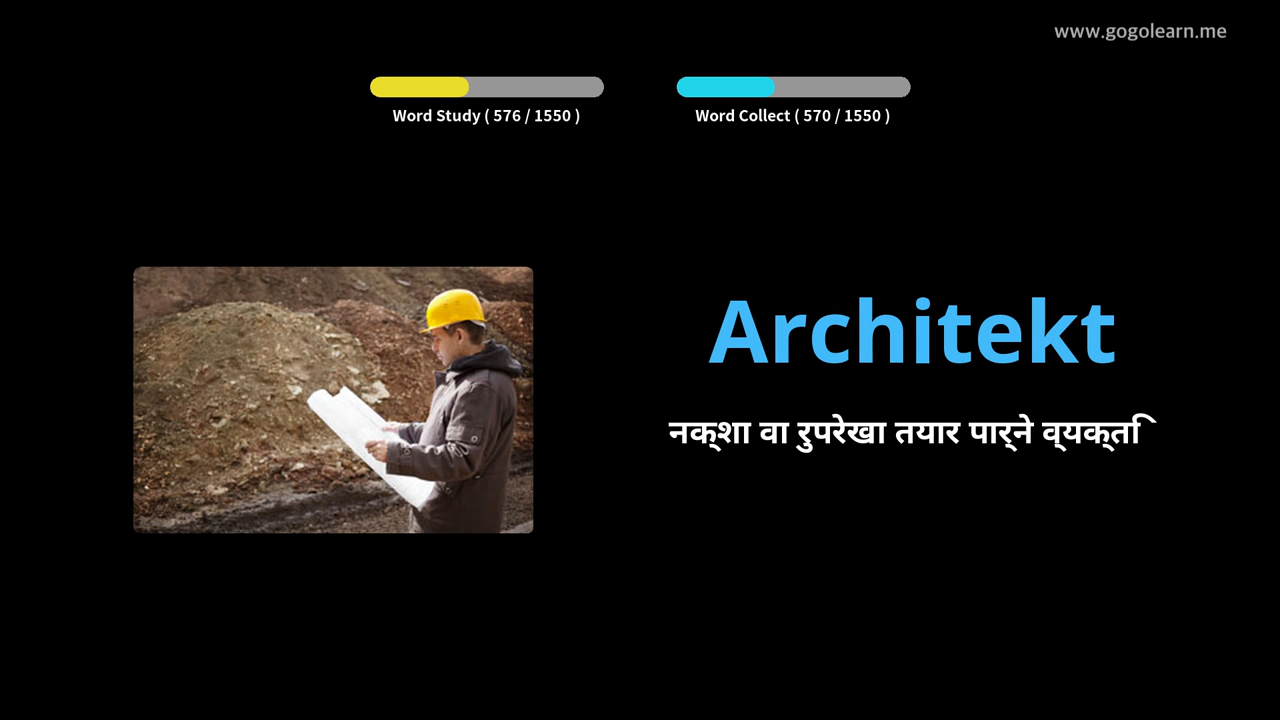 www.gogolearn.me
Word Study ( 576 / 1550 )
Word Collect ( 570 / 1550 )
Architekt
नक्शा वा रुपरेखा तयार पार्ने व्यक्ति